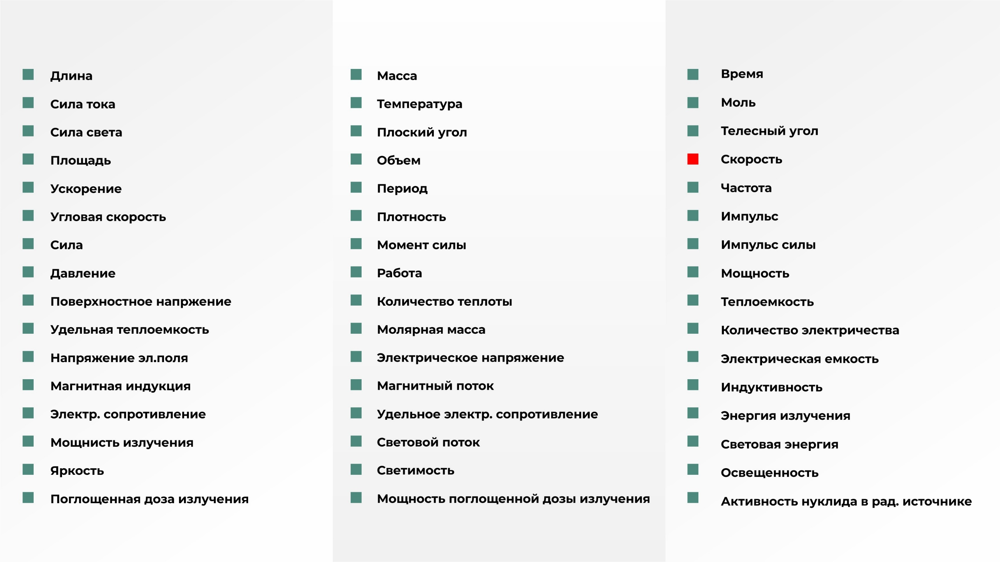 Длина
Сила тока
Сила света
Площадь
Ускорение
Угловая скорость
Сила
Давление
Поверхностное напржение
Удельная теплоемкость
Напряжение эл.поля
Магнитная индукция
Электр. сопротивление
Мощнисть излучения
Яркость
Поглощенная доза излучения
Масса
Температура
Плоский угол
Объем
Период
Плотность
Момент силы
Работа
Количество теплоты
Молярная масса
Электрическое напряжение
Магнитный поток
Удельное электр. сопротивление
Световой поток
Светимость
Мощность поглощенной дозы излучения
Время
Моль
Телесный угол
Скорость
Частота
Импульс
Импульс силы
Мощность
Теплоемкость
Количество электричества
Электрическая емкость
Индуктивность
Энергия излучения
Световая энергия
Освещенность
Активность нуклида в рад. источнике